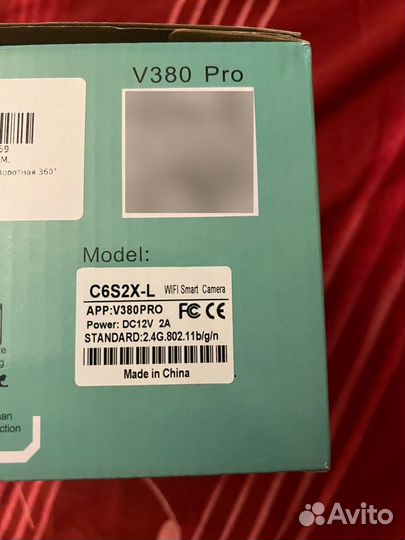 V380 Pro
59
М.
поворотная 360°
Model:
C6S2X-L WIFI Smart Camera
APP:V380PRO FC CE
Power: DC12V 2A
STANDARD:2.4G.802.11b/g/n
Made in China
Avito